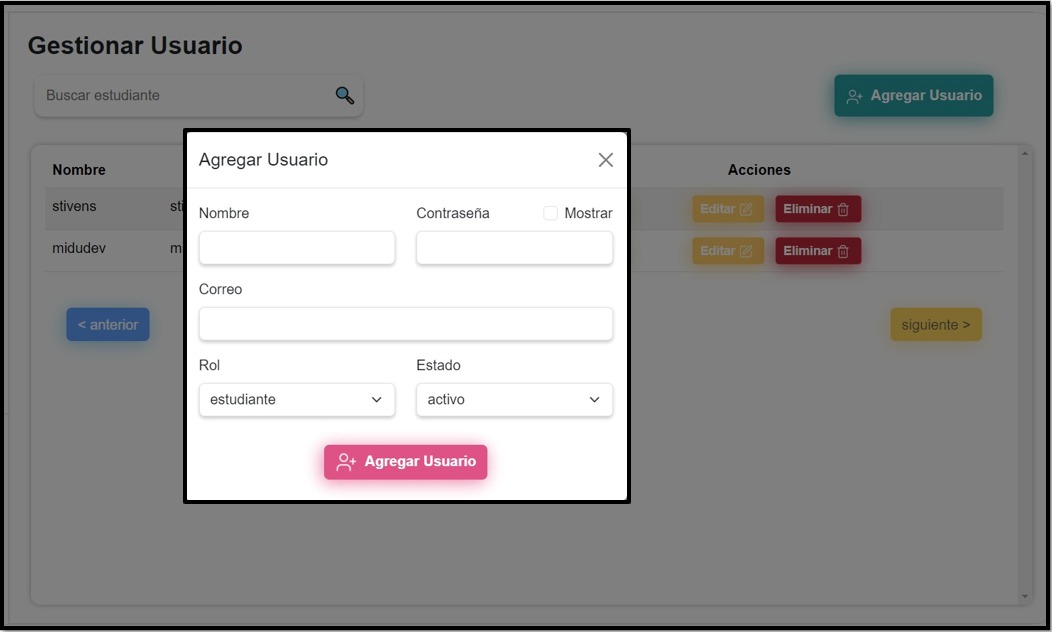 Gestionar Usuario
Buscar estudiante
Agregar Usuario
Nombre
Acciones
stivens
sti
Editar
Eliminar
midudev
m
Editar
Eliminar
< anterior
siguiente >
Agregar Usuario
Nombre
Contraseña
Mostrar
Correo
Rol
Estado
estudiante
activo
Agregar Usuario